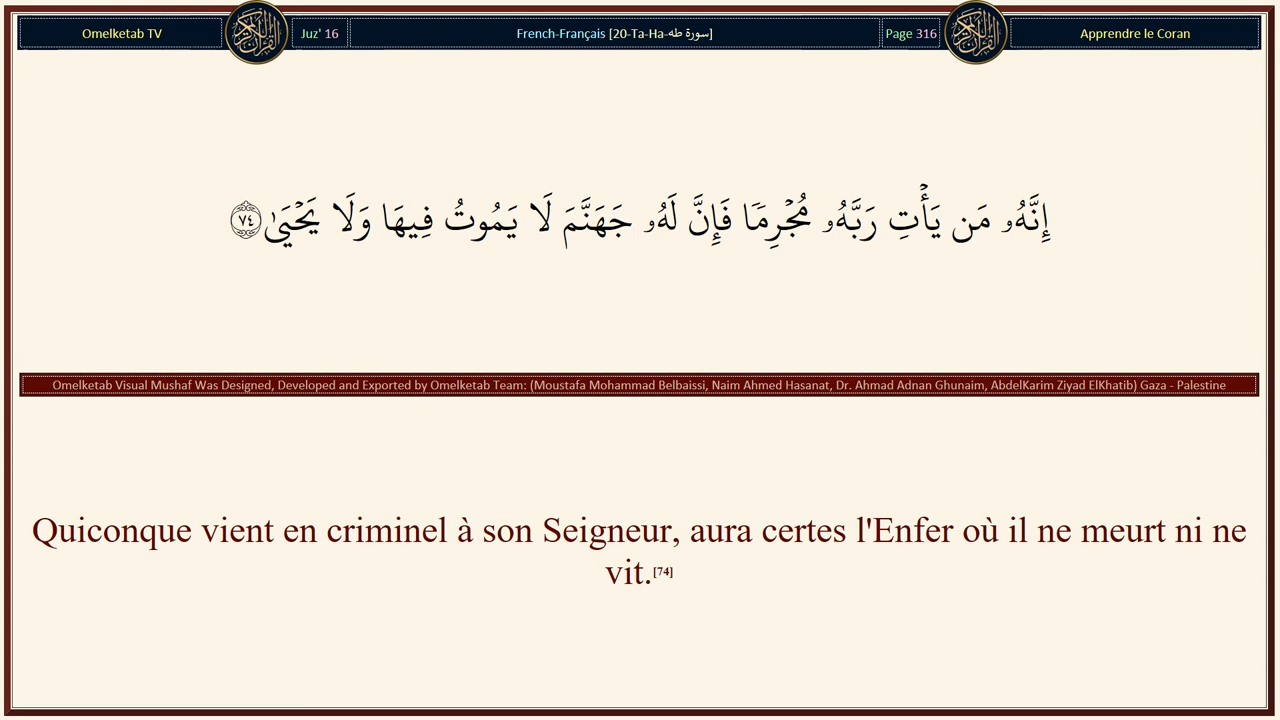 Omelketab TV
Juz' 16
French-Français [20-Ta-Ha-سورة طه]
Page 316
Apprendre le Coran
إِنَّهُۥ مَن يَأۡتِ رَبَّهُۥ مُجۡرِمٗا فَإِنَّ لَهُۥ جَهَنَّمَ لَا يَمُوتُ فِيهَا وَلَا يَحۡيَىٰ ٧٤
Omelketab Visual Mushaf Was Designed, Developed and Exported by Omelketab Team: (Moustafa Mohammad Belbaissi, Naim Ahmed Hasanat, Dr. Ahmad Adnan Ghunaim, AbdelKarim Ziyad ElKhatib) Gaza - Palestine
Quiconque vient en criminel à son Seigneur, aura certes l'Enfer où il ne meurt ni ne
vit.[74]